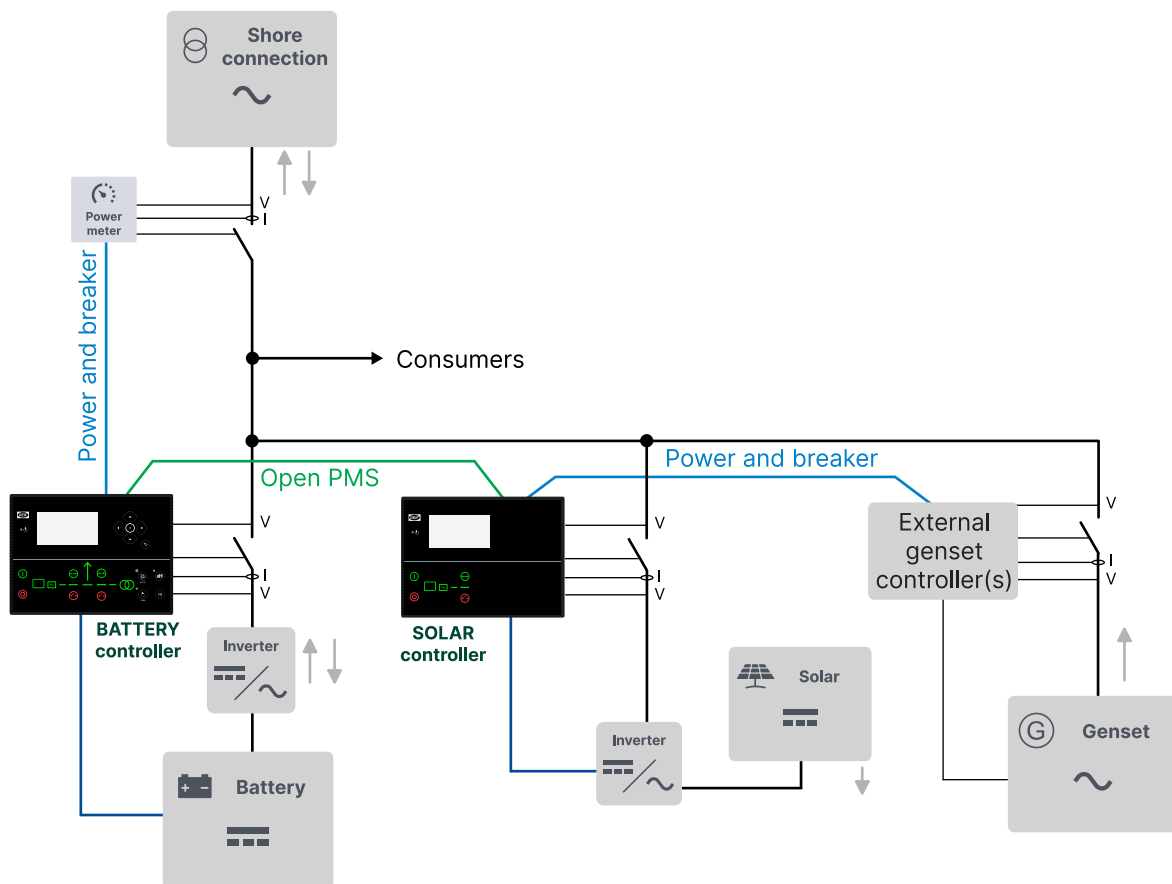 Shore
connection
V
I
Power
meter
Power and breaker
Consumers
Open PMS
Power and breaker
V
I
V
BATTERY
controller
V
I
V
SOLAR
controller
External
genset
controller(s)
V
I
V
Inverter
Battery
Inverter
Solar
G
Genset